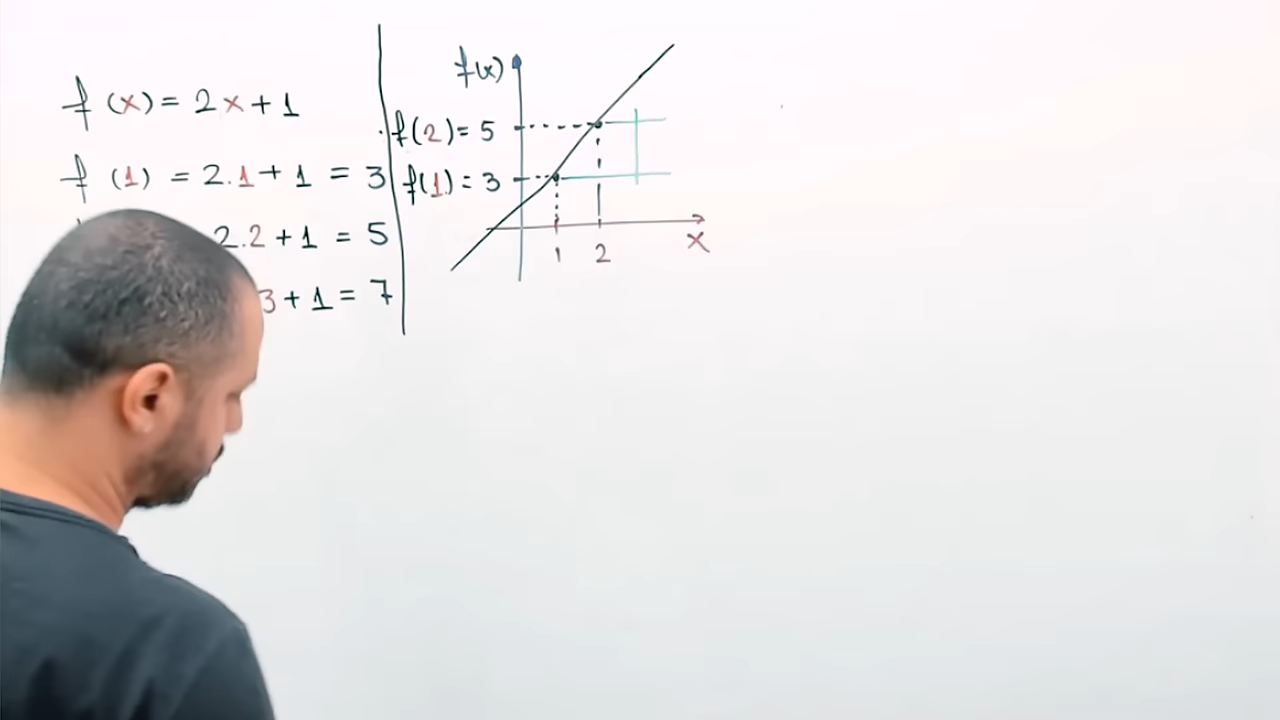 f(x) = 2x + 1
f(1) = 2.1 + 1 = 3
2.2 + 1 = 5
3 + 1 = 7
f(x)
f(2) = 5
f(1) = 3
1 2 x